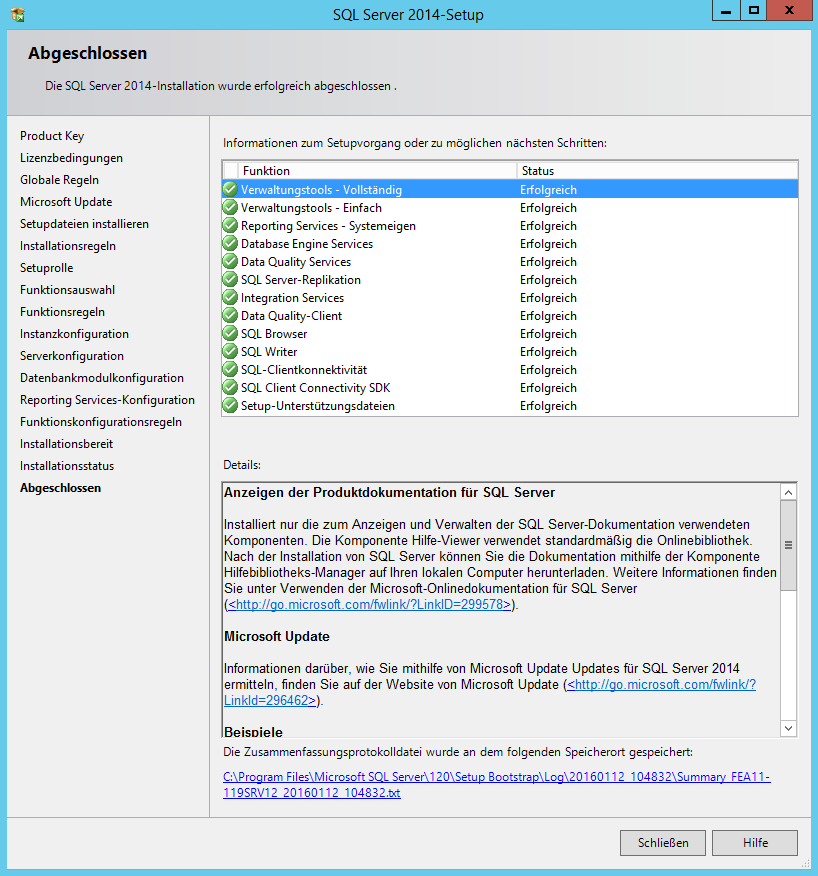 SQL Server 2014-Setup
Abgeschlossen
Die SQL Server 2014-Installation wurde erfolgreich abgeschlossen .
Product Key
Lizenzbedingungen
Globale Regeln
Microsoft Update
Setupdateien installieren
Installationsregeln
Setuprolle
Funktionsauswahl
Funktionsregeln
Instanzkonfiguration
Serverkonfiguration
Datenbankmodulkonfiguration
Reporting Services-Konfiguration
Funktionskonfigurationsregeln
Installationsbereit
Installationsstatus
Abgeschlossen
Informationen zum Setupvorgang oder zu möglichen nächsten Schritten:
Funktion Status
Verwaltungstools - Vollständig Erfolgreich
Verwaltungstools - Einfach Erfolgreich
Reporting Services - Systemeigen Erfolgreich
Database Engine Services Erfolgreich
Data Quality Services Erfolgreich
SQL Server-Replikation Erfolgreich
Integration Services Erfolgreich
Data Quality-Client Erfolgreich
SQL Browser Erfolgreich
SQL Writer Erfolgreich
SQL-Clientkonnektivität Erfolgreich
SQL Client Connectivity SDK Erfolgreich
Setup-Unterstützungsdateien Erfolgreich
Details:
Anzeigen der Produktdokumentation für SQL Server
Installiert nur die zum Anzeigen und Verwalten der SQL Server-Dokumentation verwendeten
Komponenten. Die Komponente Hilfe-Viewer verwendet standardmäßig die Onlinebibliothek.
Nach der Installation von SQL Server können Sie die Dokumentation mithilfe der Komponente
Hilfebibliotheks-Manager auf Ihren lokalen Computer herunterladen. Weitere Informationen finden
Sie unter Verwenden der Microsoft-Onlinedokumentation für SQL Server
(<http://go.microsoft.com/fwlink/?LinkID=299578>).
Microsoft Update
Informationen darüber, wie Sie mithilfe von Microsoft Update Updates für SQL Server 2014
ermitteln, finden Sie auf der Website von Microsoft Update (<http://go.microsoft.com/fwlink/?
LinkId=296462>).
Beispiele
Die Zusammenfassungsprotokolldatei wurde an dem folgenden Speicherort gespeichert:
C:\Program Files\Microsoft SQL Server\120\Setup Bootstrap\Log\20160112_104832\Summary_FEA11-
119SRV12_20160112_104832.txt
Schließen Hilfe